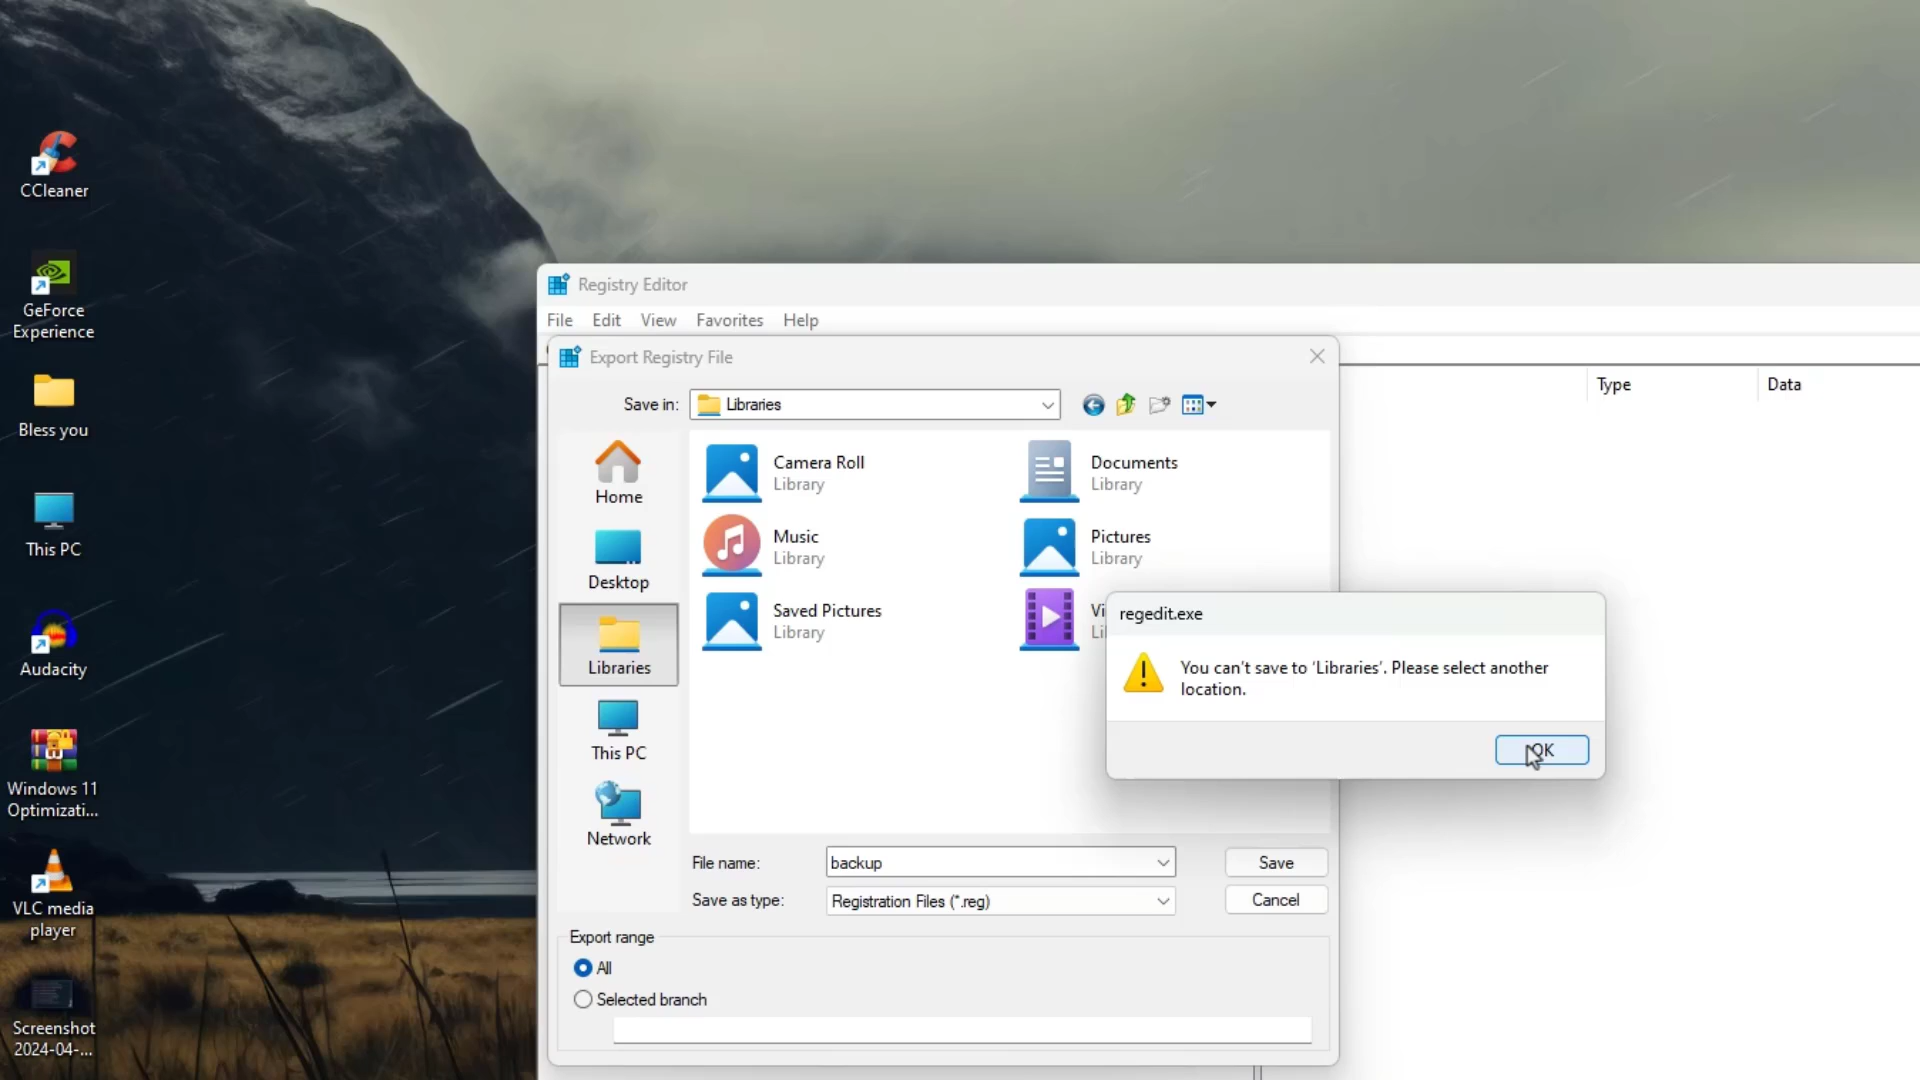 CCleaner
GeForce
Experience
Bless you
This PC
Audacity
Windows 11
Optimizati...
VLC media
player
Screenshot
2024-04-...
Registry Editor
File Edit View Favorites Help
Type Data
Export Registry File
Save in: Libraries
Home
Desktop
Libraries
This PC
Network
Camera Roll
Library
Documents
Library
Music
Library
Pictures
Library
Saved Pictures
Library
Vi
Li
regedit.exe
You can't save to 'Libraries'. Please select another
location.
OK
File name: backup Save
Save as type: Registration Files (*.reg) Cancel
Export range
All
Selected branch